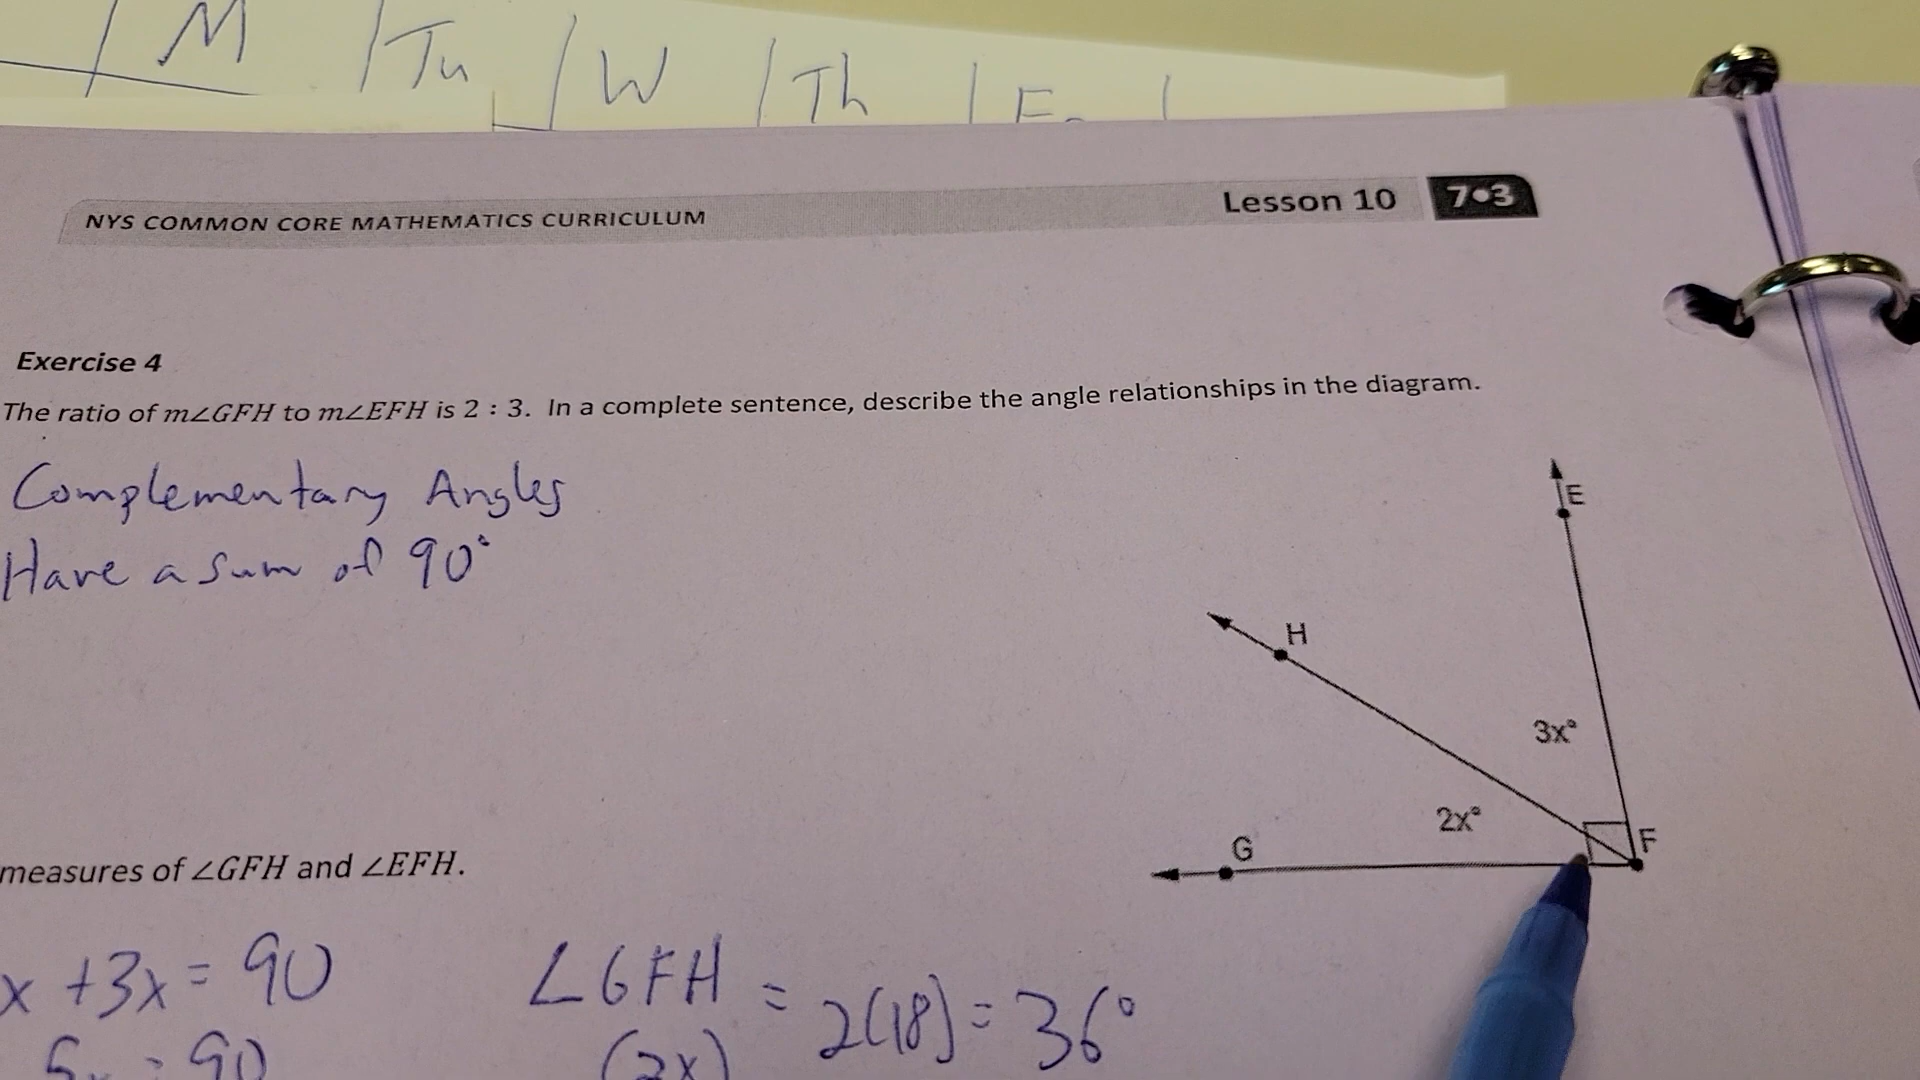 M Tu W Th
NYS COMMON CORE MATHEMATICS CURRICULUM Lesson 10 7•3
Exercise 4
The ratio of m∠GFH to m∠EFH is 2 : 3. In a complete sentence, describe the angle relationships in the diagram.
Complementary Angles
Have a sum of 90°
E
H
3x°
2x°
G
F
measures of ∠GFH and ∠EFH.
x + 3x = 90
∠GFH = 2(18) = 36°
(2x)
= 90